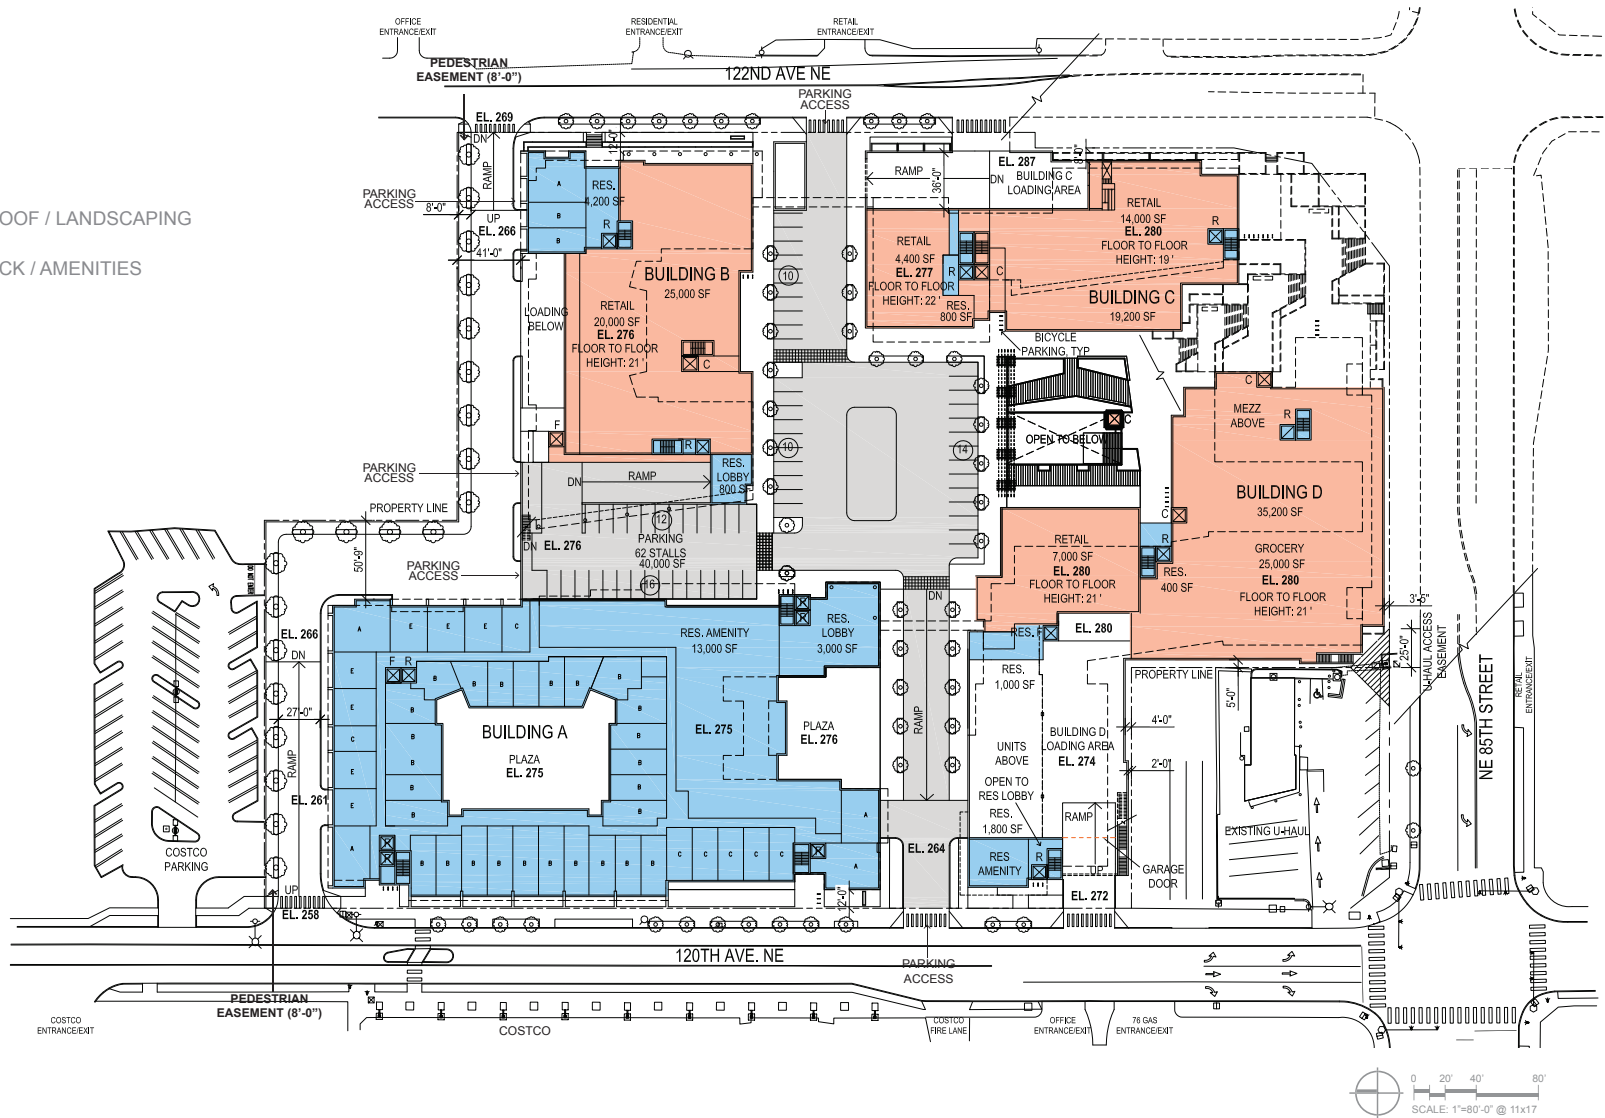 OFFICE
ENTRANCE/EXIT
RESIDENTIAL
ENTRANCE/EXIT
RETAIL
ENTRANCE/EXIT
PEDESTRIAN
EASEMENT (8'-0")
122ND AVE NE
PARKING
ACCESS
EL. 269
DN
RAMP
12'-0"
PARKING
ACCESS
8'-0"
UP
EL. 266
41'-0"
OOF / LANDSCAPING
CK / AMENITIES
A
B
B
RES.
4,200 SF
R
BUILDING B
25,000 SF
RETAIL
20,000 SF
EL. 276
FLOOR TO FLOOR
HEIGHT: 21 '
LOADING
BELOW
C
F
R
RES.
LOBBY
800 SF
10
10
14
RAMP
36'-0"
DN
EL. 287
BUILDING C
LOADING AREA
8'-0"
RETAIL
4,400 SF
EL. 277
FLOOR TO FLOOR
HEIGHT: 22 '
R
C
RES.
800 SF
RETAIL
14,000 SF
EL. 280
FLOOR TO FLOOR
HEIGHT: 19 '
R
BUILDING C
19,200 SF
BICYCLE
PARKING, TYP
OPEN TO BELOW
C
C
MEZZ
ABOVE
R
BUILDING D
35,200 SF
C
GROCERY
25,000 SF
EL. 280
FLOOR TO FLOOR
HEIGHT: 21 '
R
RES.
400 SF
RETAIL
7,000 SF
EL. 280
FLOOR TO FLOOR
HEIGHT: 21 '
EL. 280
PARKING
ACCESS
DN
RAMP
PROPERTY LINE
50'-9"
DN
EL. 276
12
PARKING
62 STALLS
40,000 SF
16
PARKING
ACCESS
EL. 266
DN
27'-0"
RAMP
EL. 261
UP
EL. 258
COSTCO
PARKING
A
E
E
E
C
E
E
C
E
E
A
F R
B
B
B
B
B
B
B
B
B
B
B
B
B
B
BUILDING A
PLAZA
EL. 275
RES. AMENITY
13,000 SF
EL. 275
RES.
LOBBY
3,000 SF
PLAZA
EL. 276
B
B
B
B
B
B
B
B
B
B
C
C
C
C
C
A
A
12'-0"
DN
RAMP
EL. 264
RES.
RES.
1,000 SF
UNITS
ABOVE
OPEN TO
RES LOBBY
RES.
1,800 SF
RES
AMENITY
R
BUILDING D
LOADING AREA
EL. 274
RAMP
UP
EL. 272
PROPERTY LINE
4'-0"
2'-0"
5'-0"
GARAGE
DOOR
EXISTING U-HAUL
3'-5"
25'-0"
U-HAUL ACCESS
EASEMENT
NE 85TH STREET
RETAIL
ENTRANCE/EXIT
120TH AVE. NE
PARKING
ACCESS
PEDESTRIAN
EASEMENT (8'-0")
COSTCO
ENTRANCE/EXIT
COSTCO
COSTCO
FIRE LANE
OFFICE
ENTRANCE/EXIT
76 GAS
ENTRANCE/EXIT
0 20' 40' 80'
SCALE: 1"=80'-0" @ 11x17